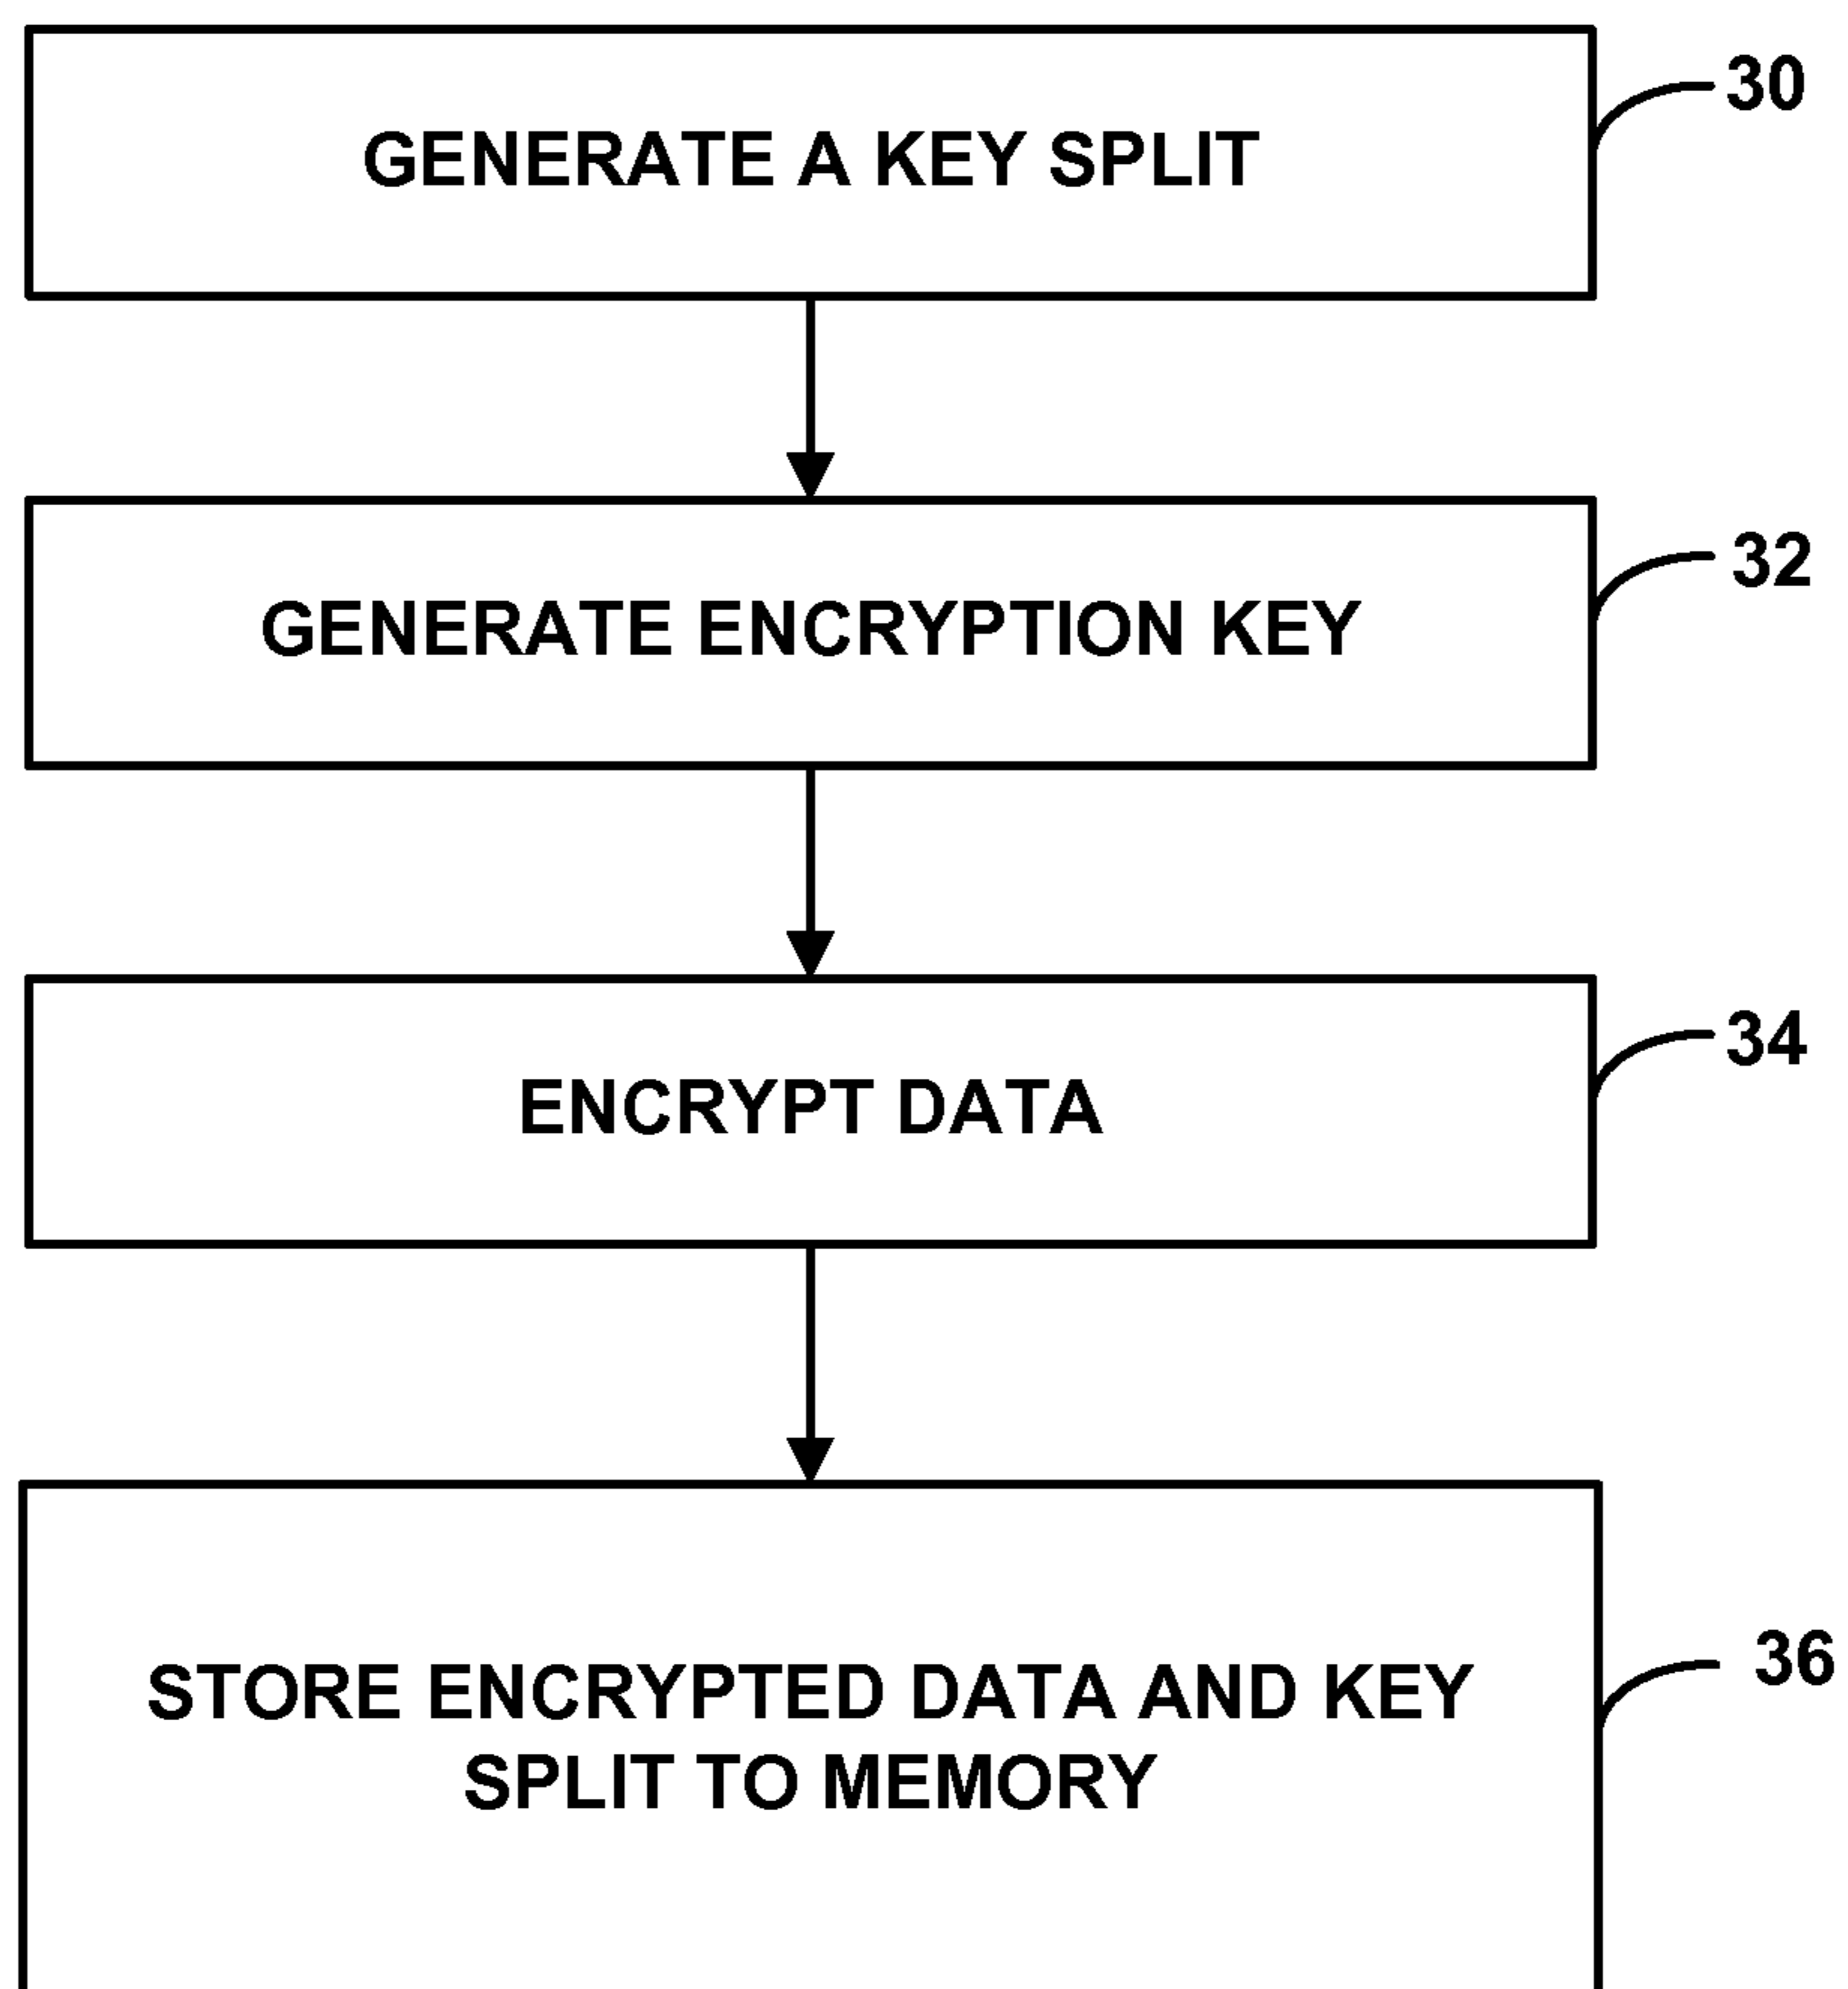 GENERATE A KEY SPLIT
30
GENERATE ENCRYPTION KEY
32
ENCRYPT DATA
34
STORE ENCRYPTED DATA AND KEY
SPLIT TO MEMORY
36